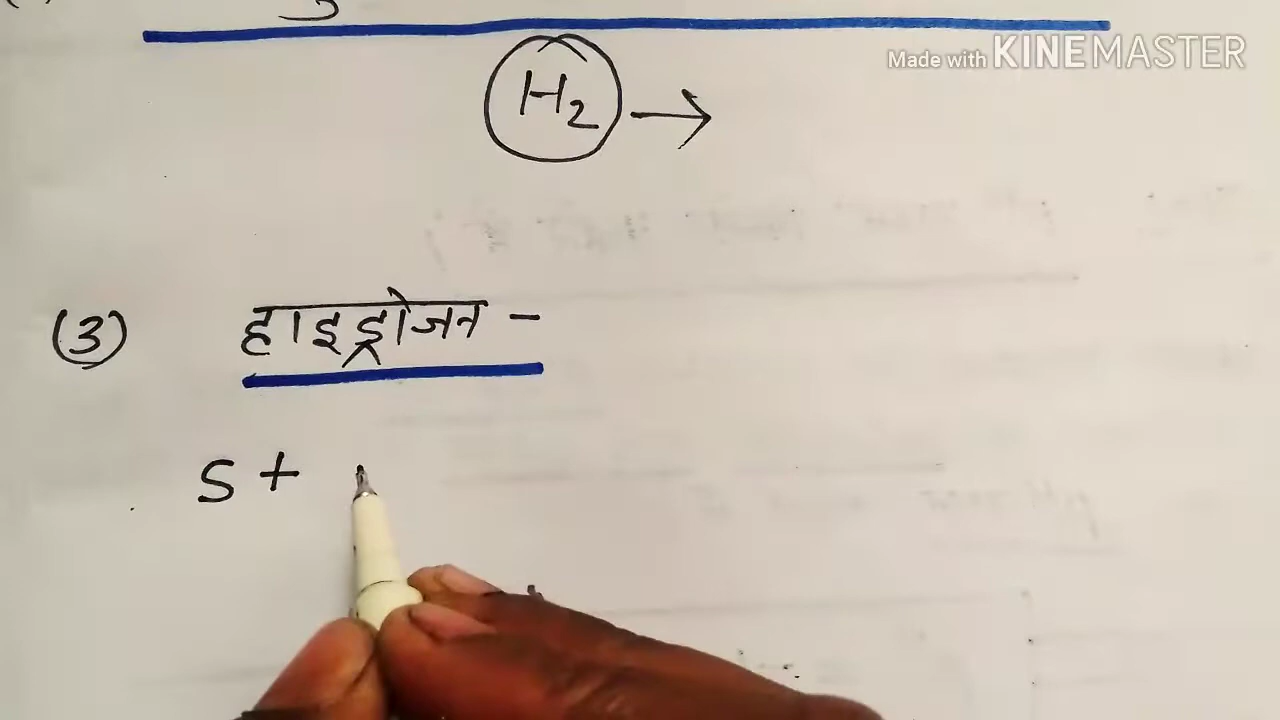 Made with KINEMASTER
H₂ →
(3) हाइड्रोजन -
S +